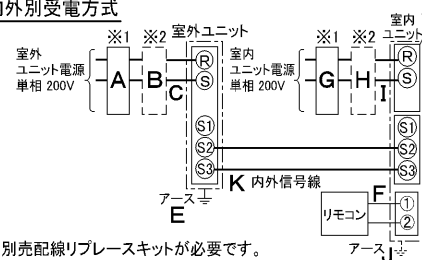 内外別受電方式
※1 ※2 室外ユニット
室外
ユニット電源
単相 200V
A
B
C
R
S
S1
S2
S3
アース
E
※1 ※2
室内
ユニット
室内
ユニット電源
単相 200V
G
H
I
R
S
S1
S2
S3
K 内外信号線
F
リモコン
①
②
アース
J
別売配線リプレースキットが必要です。